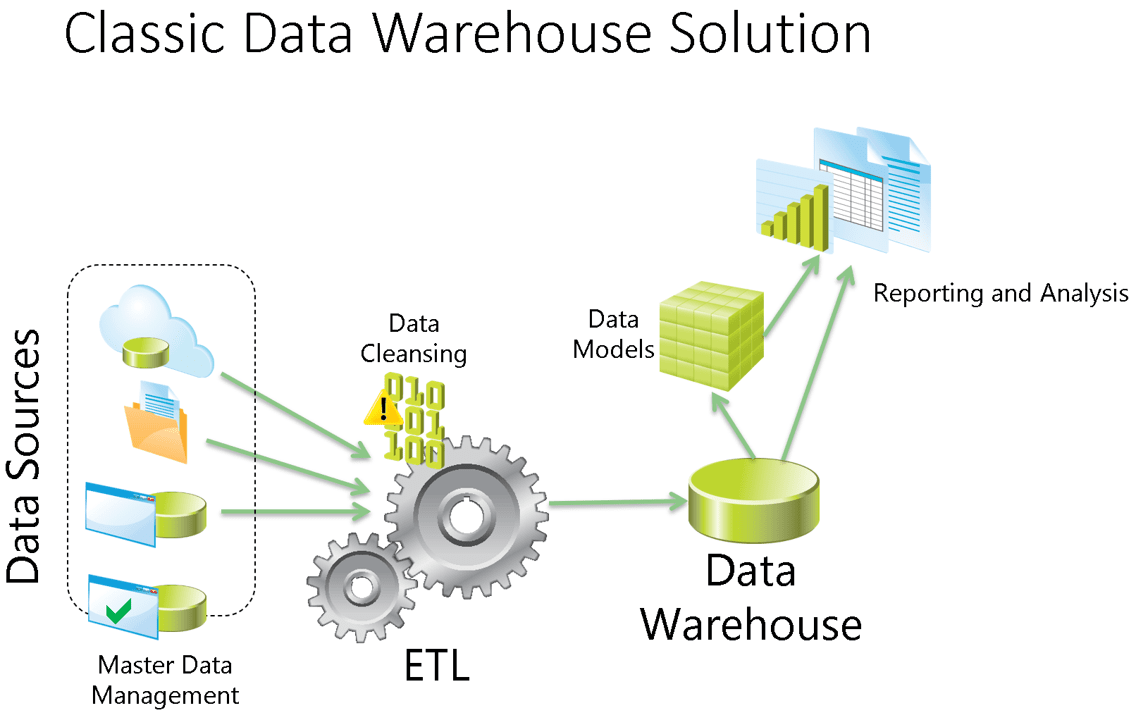 Classic Data Warehouse Solution
Data Sources
Master Data
Management
Data
Cleansing
010
101
100
ETL
Data
Warehouse
Data
Models
Reporting and Analysis